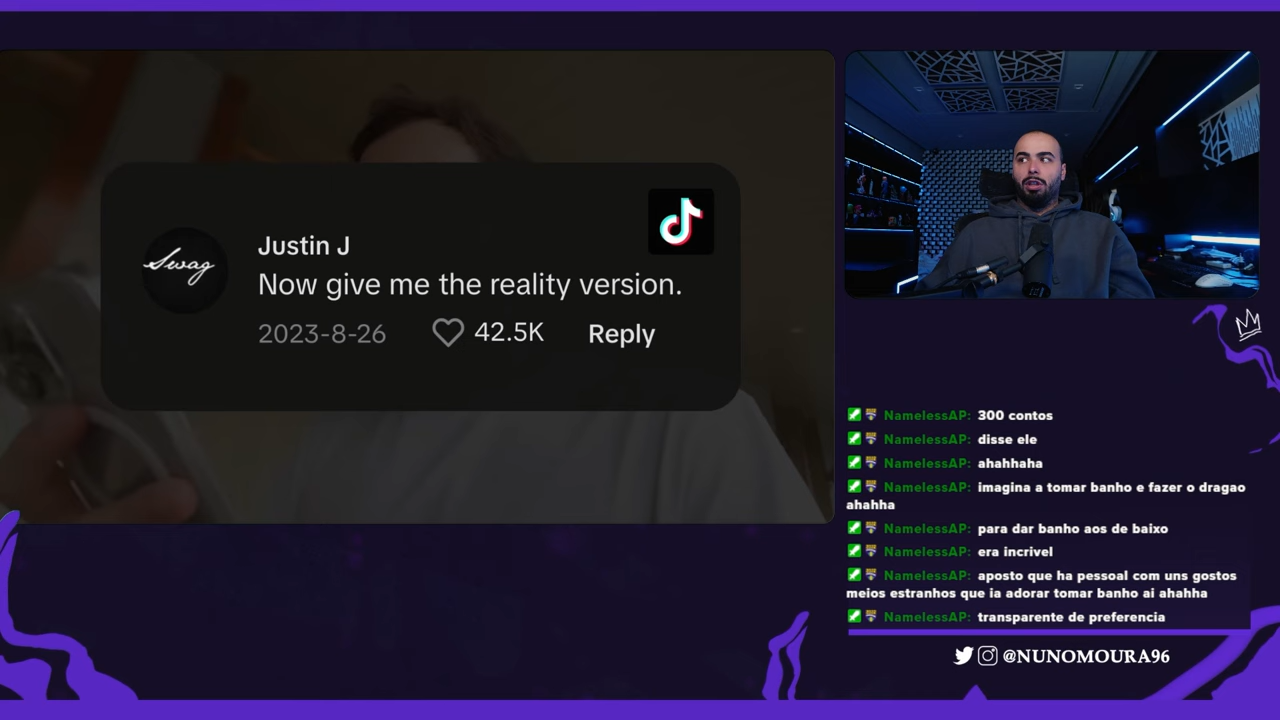 Swag
Justin J
Now give me the reality version.
2023-8-26 42.5K Reply
NamelessAP: 300 contos
NamelessAP: disse ele
NamelessAP: ahahhaha
NamelessAP: imagina a tomar banho e fazer o dragao
ahahha
NamelessAP: para dar banho aos de baixo
NamelessAP: era incrivel
NamelessAP: aposto que ha pessoal com uns gostos
meios estranhos que ia adorar tomar banho ai ahahha
NamelessAP: transparente de preferencia
@NUNOMOURA96